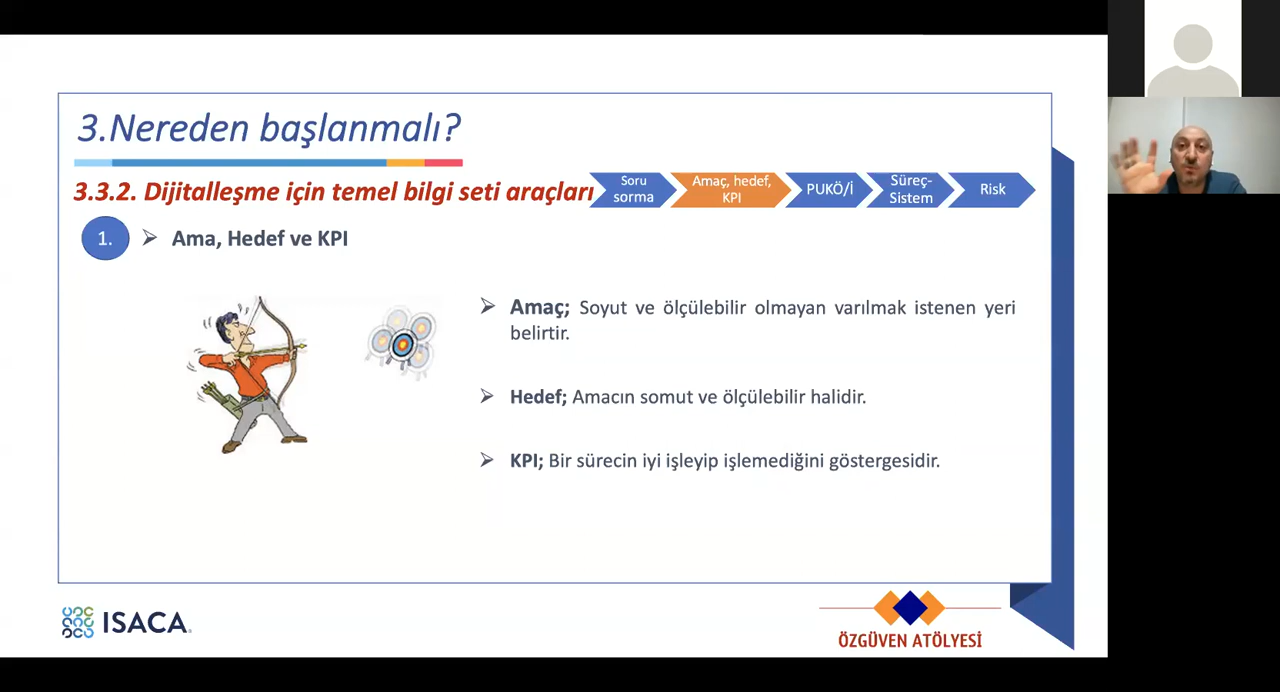 3.Nereden başlanmalı?
3.3.2. Dijitalleşme için temel bilgi seti araçları
Soru
sorma
Amaç, hedef,
KPI
PUKÖ/İ
Süreç-
Sistem
Risk
1.
Ama, Hedef ve KPI
Amaç; Soyut ve ölçülebilir olmayan varılmak istenen yeri
belirtir.
Hedef; Amacın somut ve ölçülebilir halidir.
KPI; Bir sürecin iyi işleyip işlemediğini göstergesidir.
ISACA
ÖZGÜVEN ATÖLYESİ